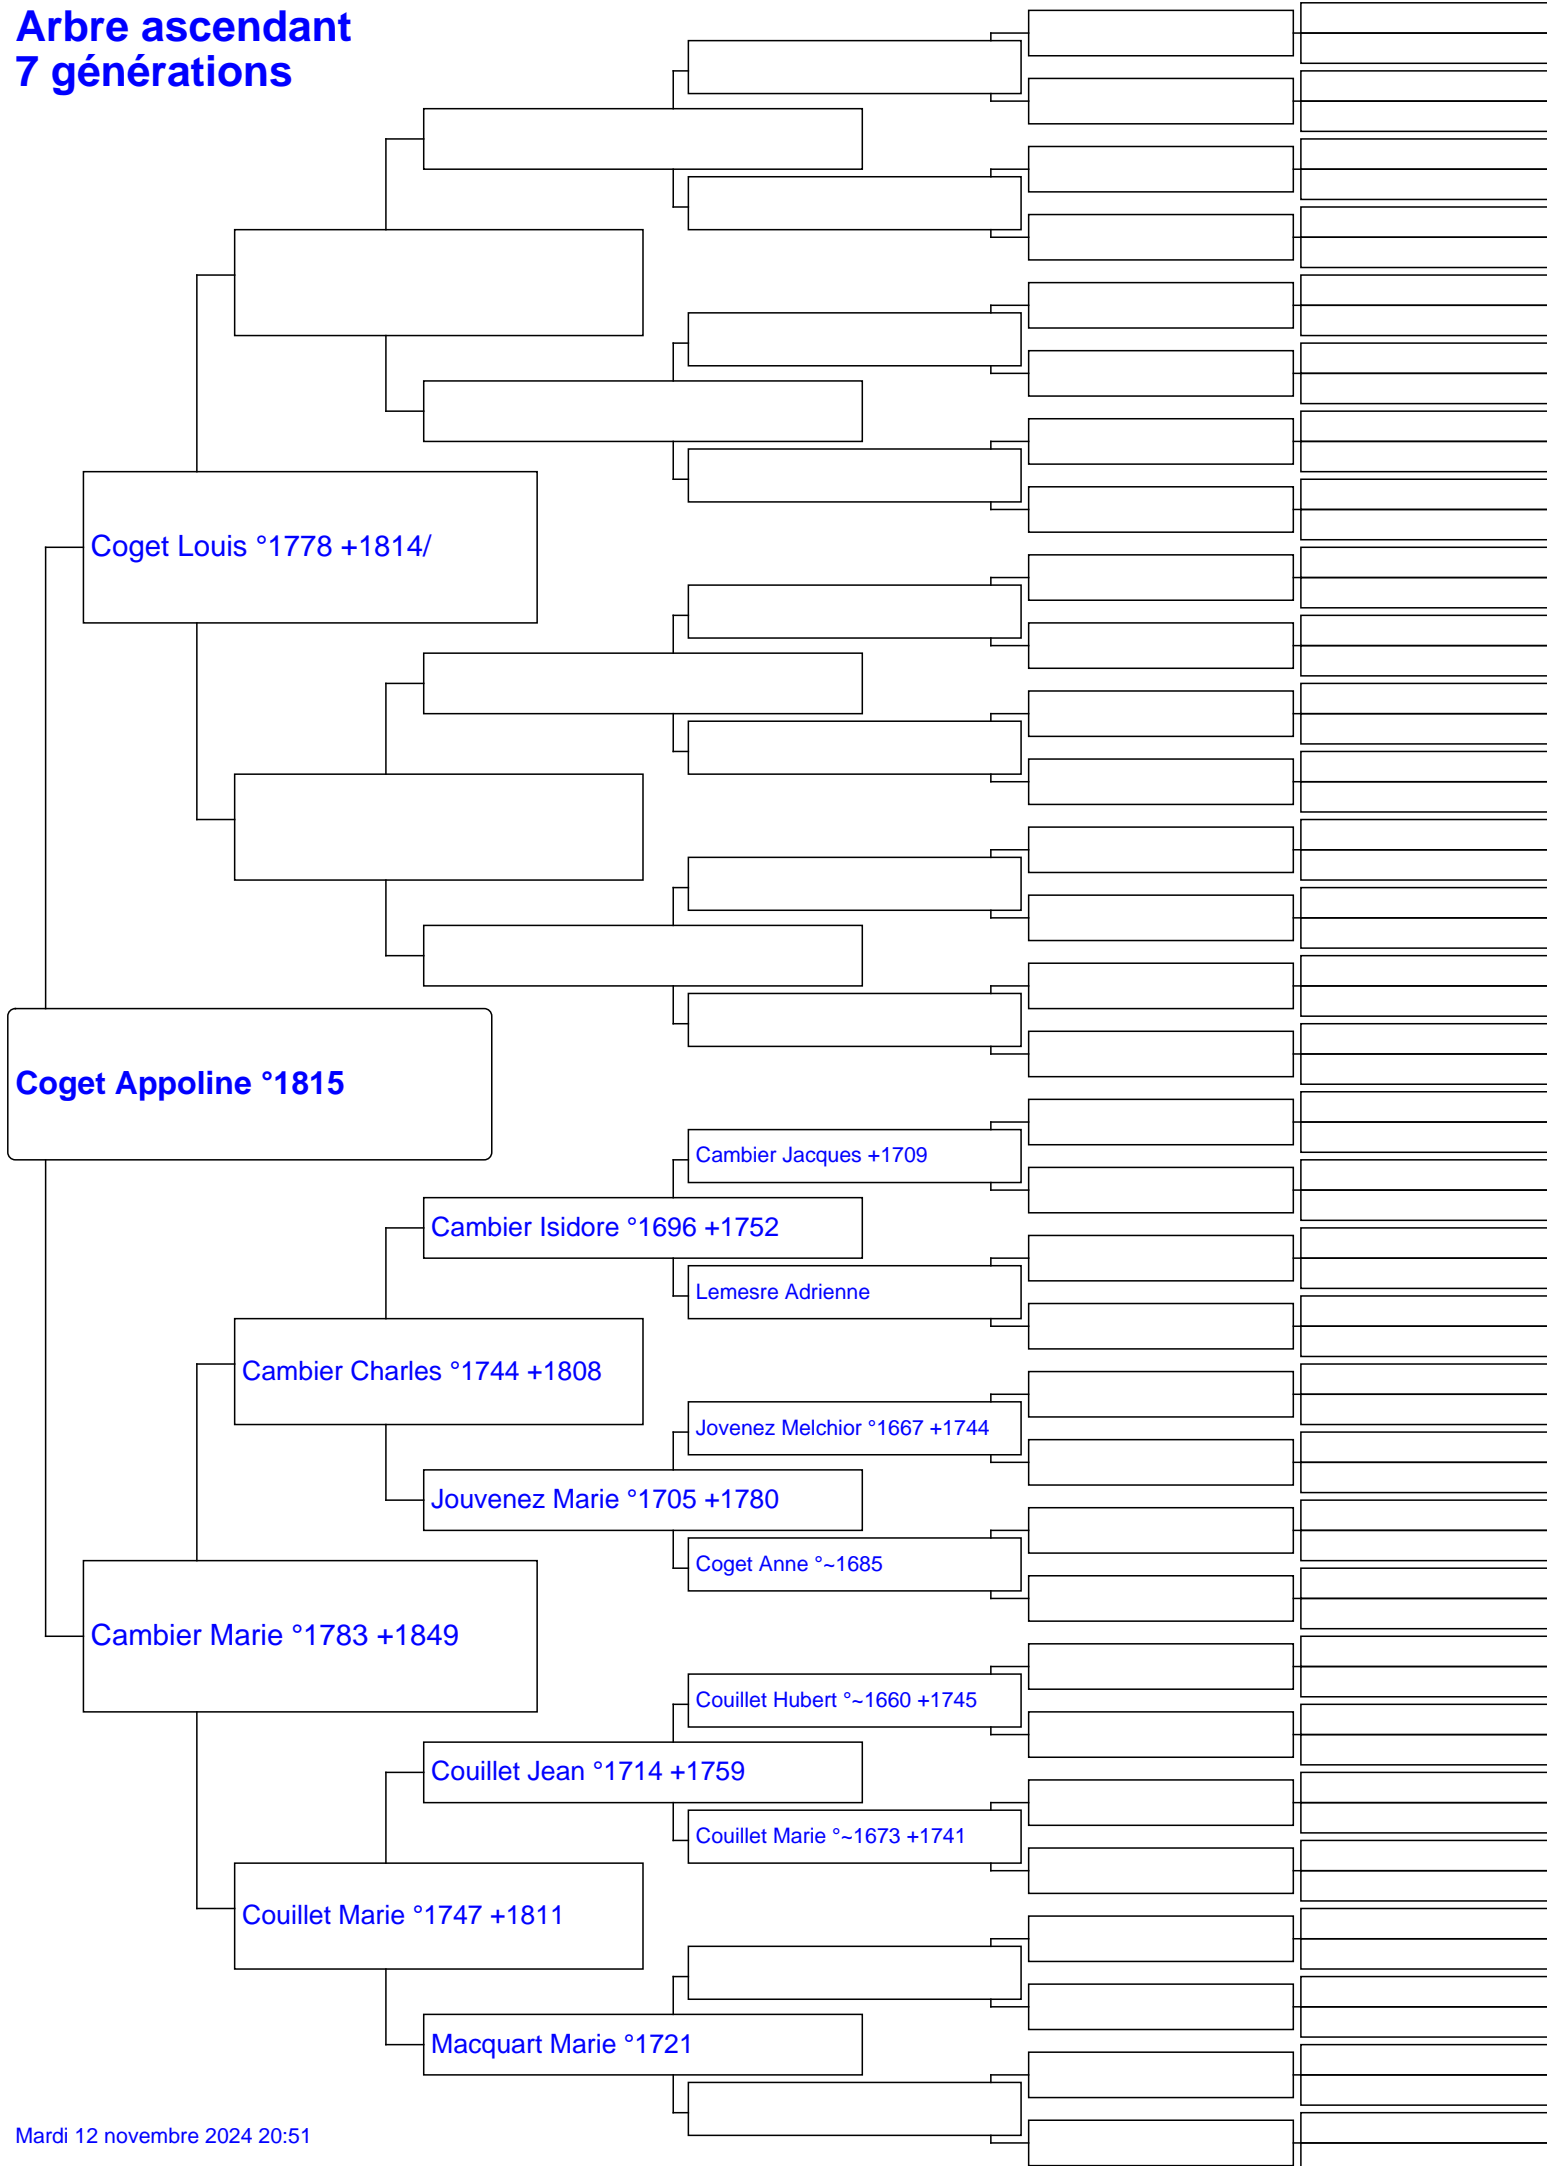 Arbre ascendant
7 générations
Coget Louis °1778 +1814/
Coget Appoline °1815
Cambier Jacques +1709
Cambier Isidore °1696 +1752
Lemesre Adrienne
Cambier Charles °1744 +1808
Jovenez Melchior °1667 +1744
Jouvenez Marie °1705 +1780
Coget Anne °~1685
Cambier Marie °1783 +1849
Couillet Hubert °~1660 +1745
Couillet Jean °1714 +1759
Couillet Marie °~1673 +1741
Couillet Marie °1747 +1811
Macquart Marie °1721
Mardi 12 novembre 2024 20:51